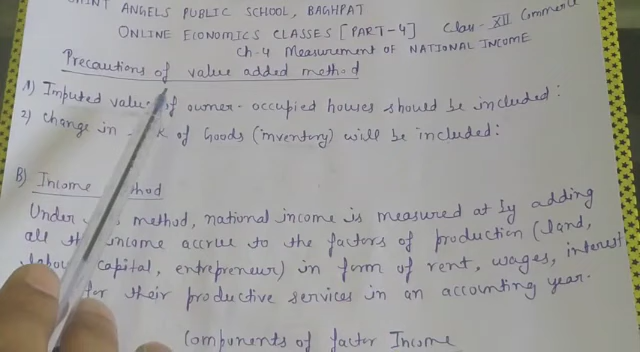 ANGELS PUBLIC SCHOOL, BAGHPAT
ONLINE ECONOMICS CLASSES [PART-4] Class-XII Commerce
Ch-4 Measurement OF NATIONAL INCOME
Precautions of value added method
1) Imputed value of owner-occupied houses should be included:
2) Change in of Goods (inventory) will be included:
B) Income
Under method, national income is measured at by adding
all the income accrue to the factors of production (land,
labour capital, entrepreneur) in form of rent, wages, interest
for their productive services in an accounting year.
Components of factor Income